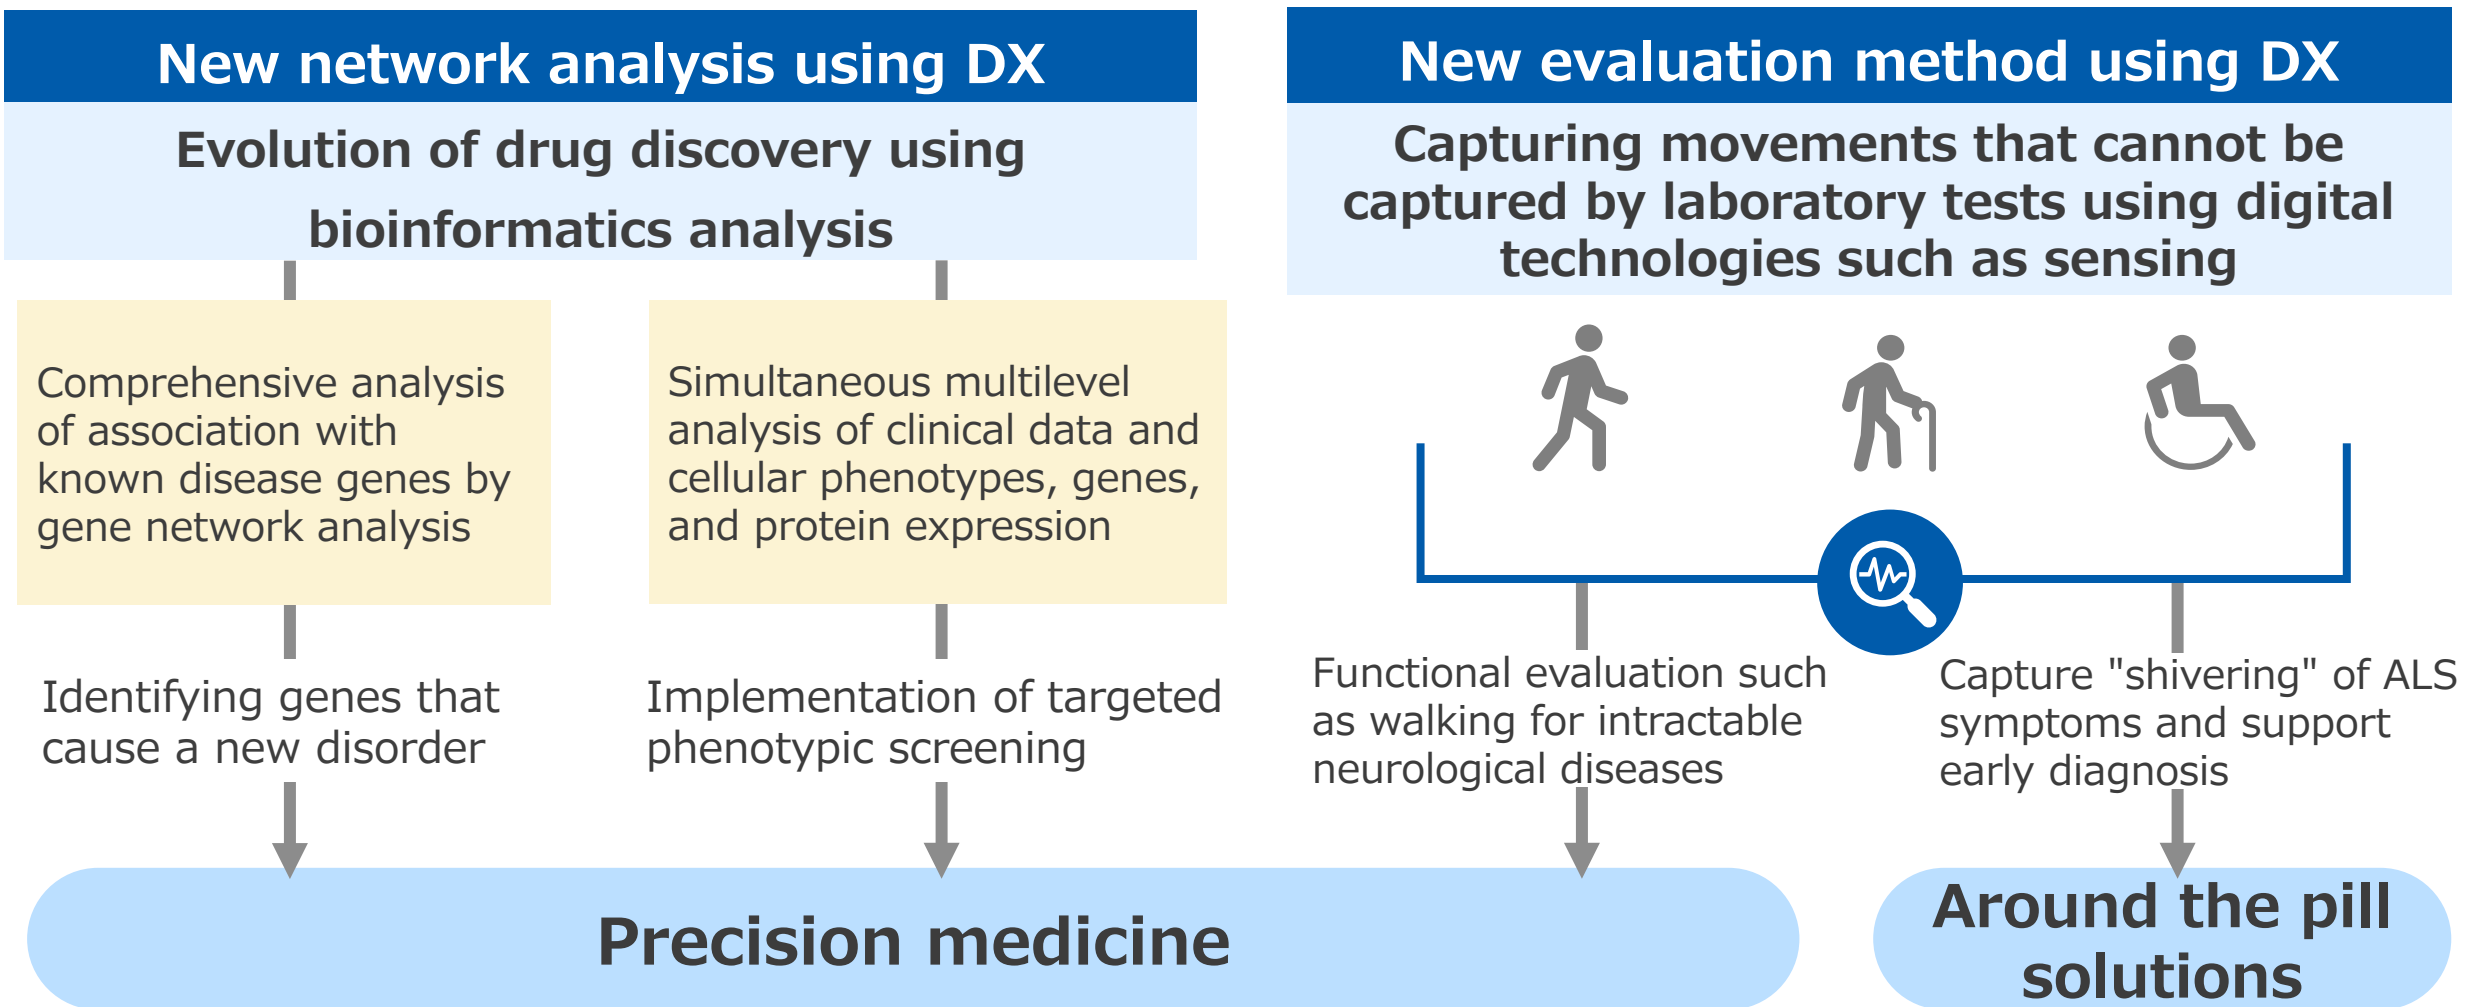 New network analysis using DX
Evolution of drug discovery using
bioinformatics analysis
Comprehensive analysis
of association with
known disease genes by
gene network analysis
Simultaneous multilevel
analysis of clinical data and
cellular phenotypes, genes,
and protein expression
Identifying genes that
cause a new disorder
Implementation of targeted
phenotypic screening
New evaluation method using DX
Capturing movements that cannot be
captured by laboratory tests using digital
technologies such as sensing
Functional evaluation such
as walking for intractable
neurological diseases
Capture "shivering" of ALS
symptoms and support
early diagnosis
Precision medicine
Around the pill
solutions